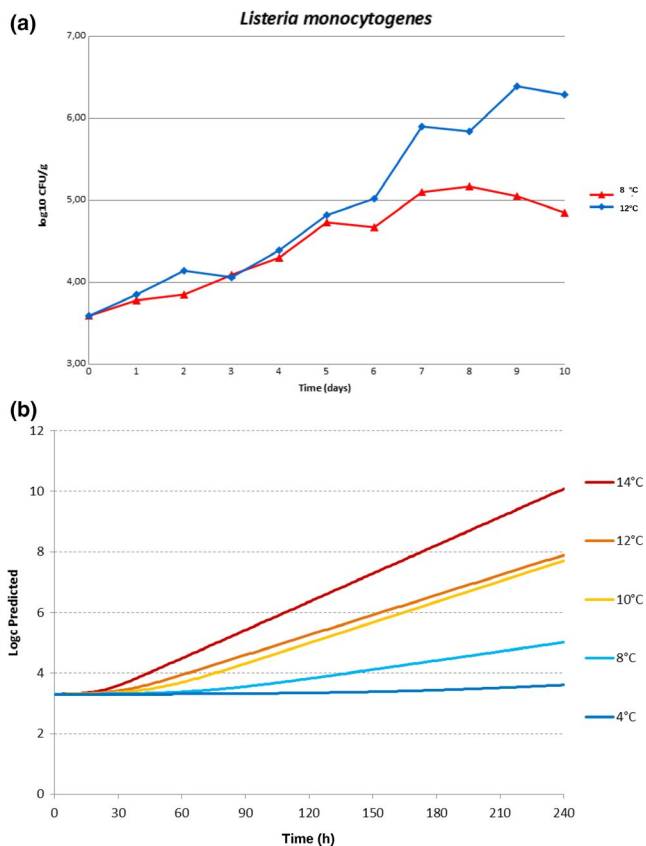 (a)
Listeria monocytogenes
7,00
6,00
5,00
4,00
3,00
log10 CFU/g
0 1 2 3 4 5 6 7 8 9 10
Time (days)
8 °C
12°C
(b)
12
10
8
6
4
2
0
Logc Predicted
0 30 60 90 120 150 180 210 240
Time (h)
14°C
12°C
10°C
8°C
4°C